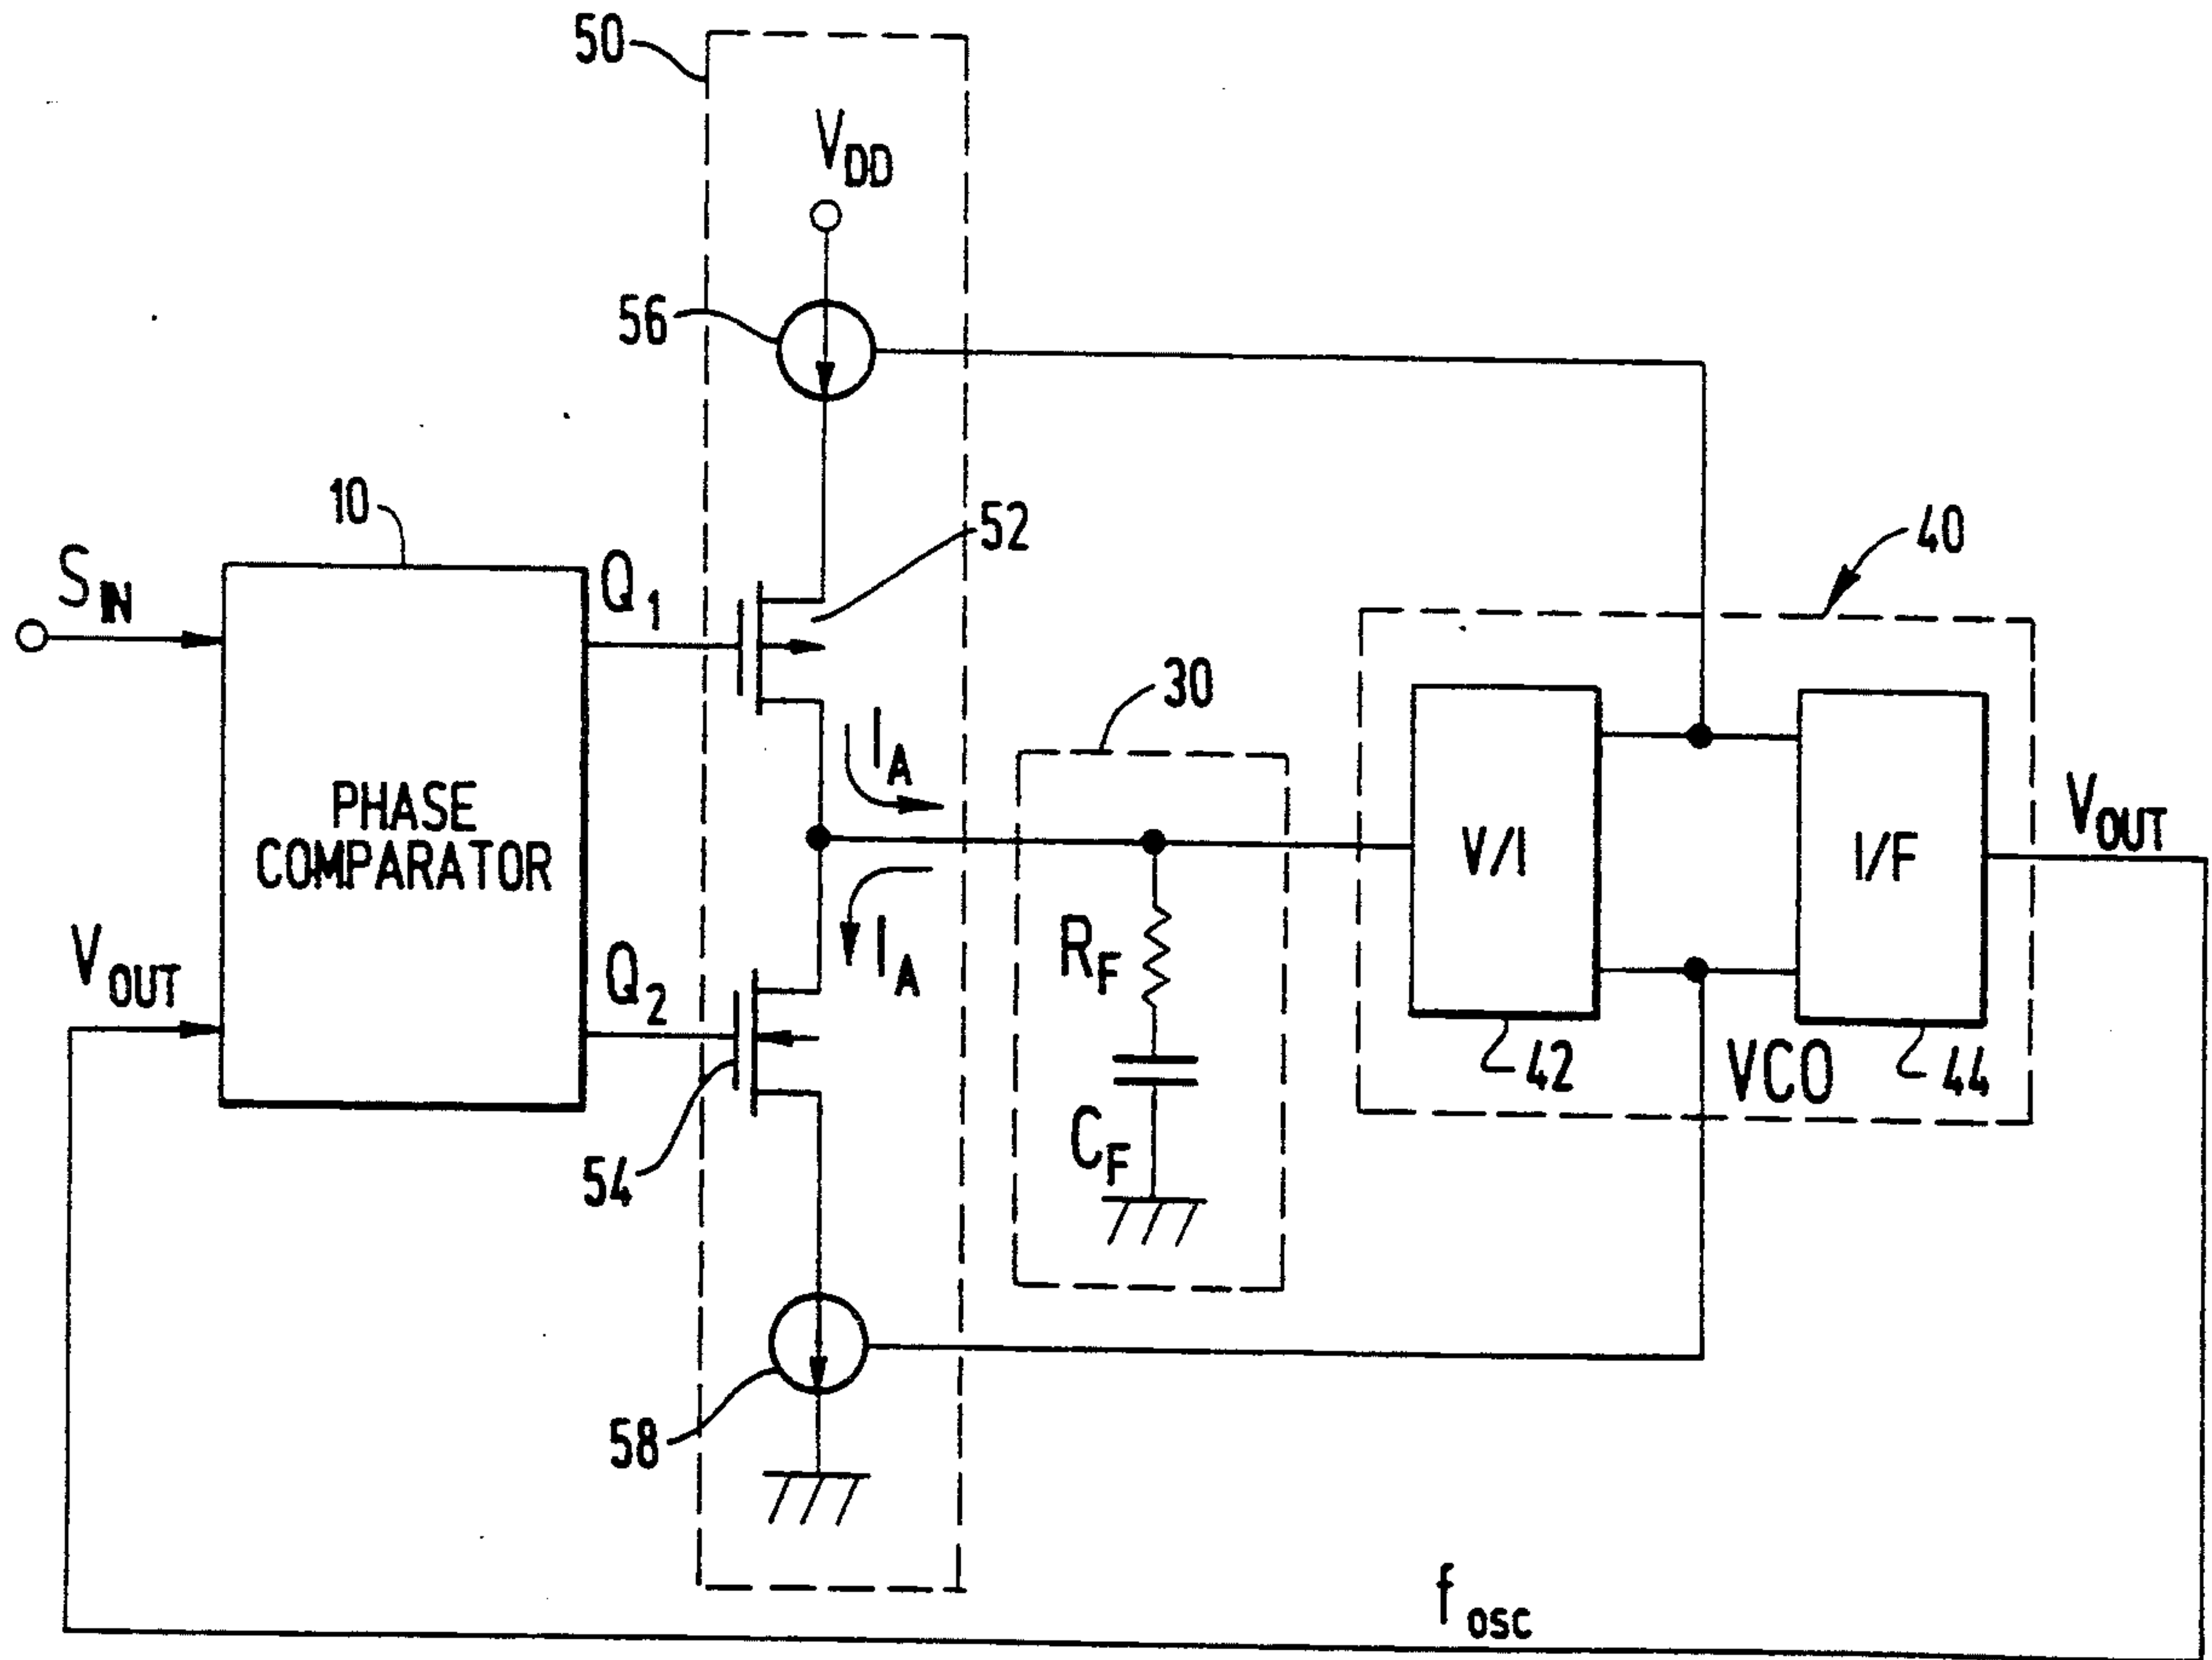 50
V_DD
56
52
10
40
S_IN
Q_1
30
I_A
PHASE
COMPARATOR
V/I
I/F
V_OUT
V_OUT
R_F
I_A
Q_2
42
VCO
44
C_F
54
58
f_osc